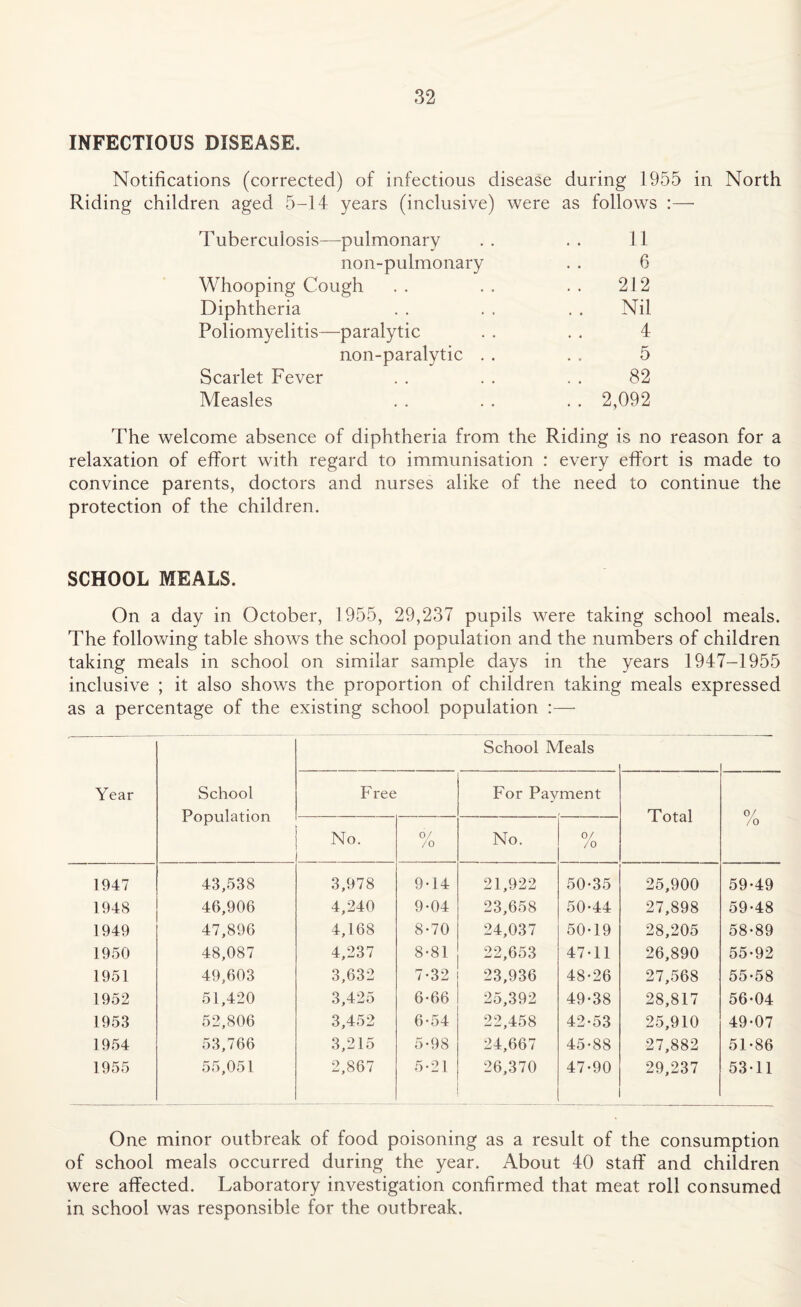 32
INFECTIOUS DISEASE.
Notifications (corrected) of infectious disease during 1955 in North
Riding children aged 5-14 years (inclusive) were as follows :—
Tuberculosis—pulmonary . . . . 11
non-pulmonary . . 6
Whooping Cough . . . . . . 212
Diphtheria . . . . . . Nil
Poliomyelitis—paralytic . . . . 4
non-paralytic . . . . 5
Scarlet Fever . . . . . . 82
Measles . . . . . . 2,092
The welcome absence of diphtheria from the Riding is no reason for a
relaxation of effort with regard to immunisation : every effort is made to
convince parents, doctors and nurses alike of the need to continue the
protection of the children.
SCHOOL MEALS.
On a day in October, 1955, 29,237 pupils were taking school meals.
The following table shows the school population and the numbers of children
taking meals in school on similar sample days in the years 1947-1955
inclusive ; it also shows the proportion of children taking meals expressed
as a percentage of the existing school population :—
School Meals
Year School Population Free For Payment Total %
No. % No. %
1947 43,538 3,978 9·14 21,922 50·35 25,900 59·49
1948 46,906 4,240 9·04 23,658 50·44 27,898 59·48
1949 47,896 4,168 8·70 24,037 50·19 28,205 58·89
1950 48,087 4,237 8·81 22,653 47·11 26,890 55·92
1951 49,603 3,632 7·32 23,936 48·26 27,568 55·58
1952 51,420 3,425 6·66 25,392 49·38 28,817 56·04
1953 52,806 3,452 6·54 22,458 42·53 25,910 49·07
1954 53,766 3,215 5·98 24,667 45·88 27,882 51·86
1955 55,051 2,867 5·21 26,370 47·90 29,237 53·11
One minor outbreak of food poisoning as a result of the consumption
of school meals occurred during the year. About 40 staff and children
were affected. Laboratory investigation confirmed that meat roll consumed
in school was responsible for the outbreak.